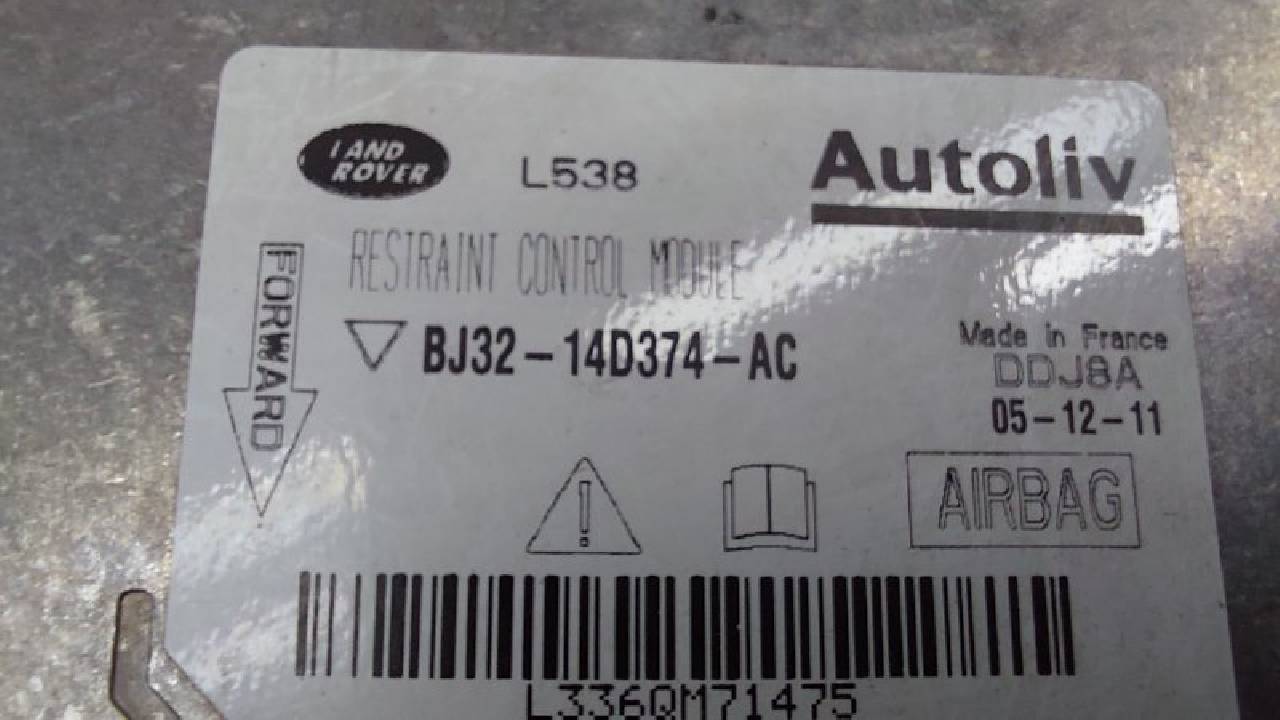 LAND
ROVER
L538
Autoliv
RESTRAINT CONTROL MODULE
FORWARD
BJ32-14D374-AC
Made in France
DDJ8A
05-12-11
AIRBAG
L336QM71475